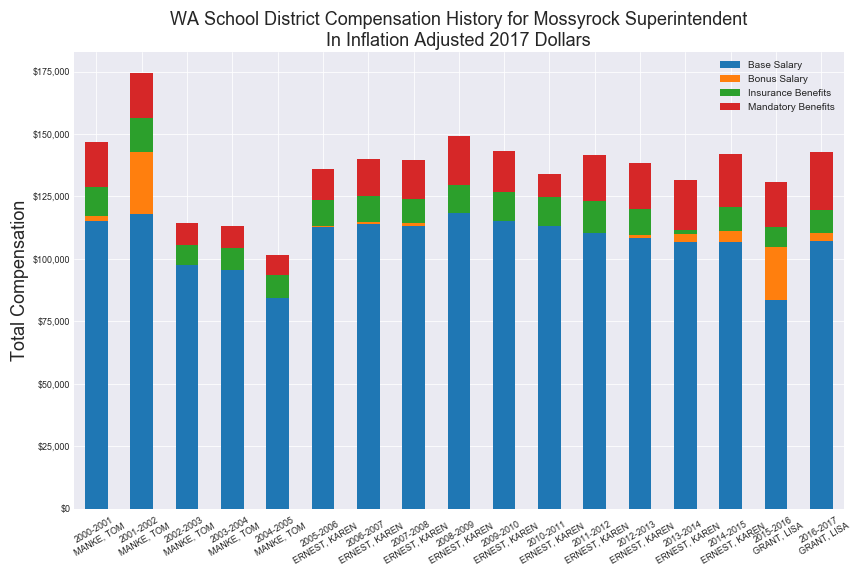 WA School District Compensation History for Mossyrock Superintendent
In Inflation Adjusted 2017 Dollars
Base Salary
Bonus Salary
Insurance Benefits
Mandatory Benefits
Total Compensation
$175,000
$150,000
$125,000
$100,000
$75,000
$50,000
$25,000
$0
2000-2001
MANKE, TOM
2001-2002
MANKE, TOM
2002-2003
MANKE, TOM
2003-2004
MANKE, TOM
2004-2005
MANKE, TOM
2005-2006
ERNEST, KAREN
2006-2007
ERNEST, KAREN
2007-2008
ERNEST, KAREN
2008-2009
ERNEST, KAREN
2009-2010
ERNEST, KAREN
2010-2011
ERNEST, KAREN
2011-2012
ERNEST, KAREN
2012-2013
ERNEST, KAREN
2013-2014
ERNEST, KAREN
2014-2015
ERNEST, KAREN
2015-2016
GRANT, LISA
2016-2017
GRANT, LISA